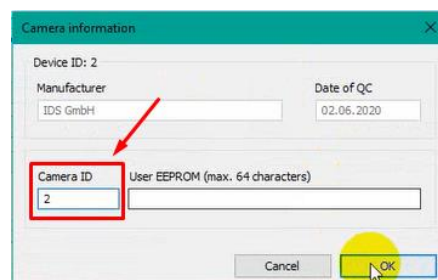 Camera information
Device ID: 2
Manufacturer
Date of QC
IDS GmbH
02.06.2020
Camera ID
User EEPROM (max. 64 characters)
2
Cancel
OK